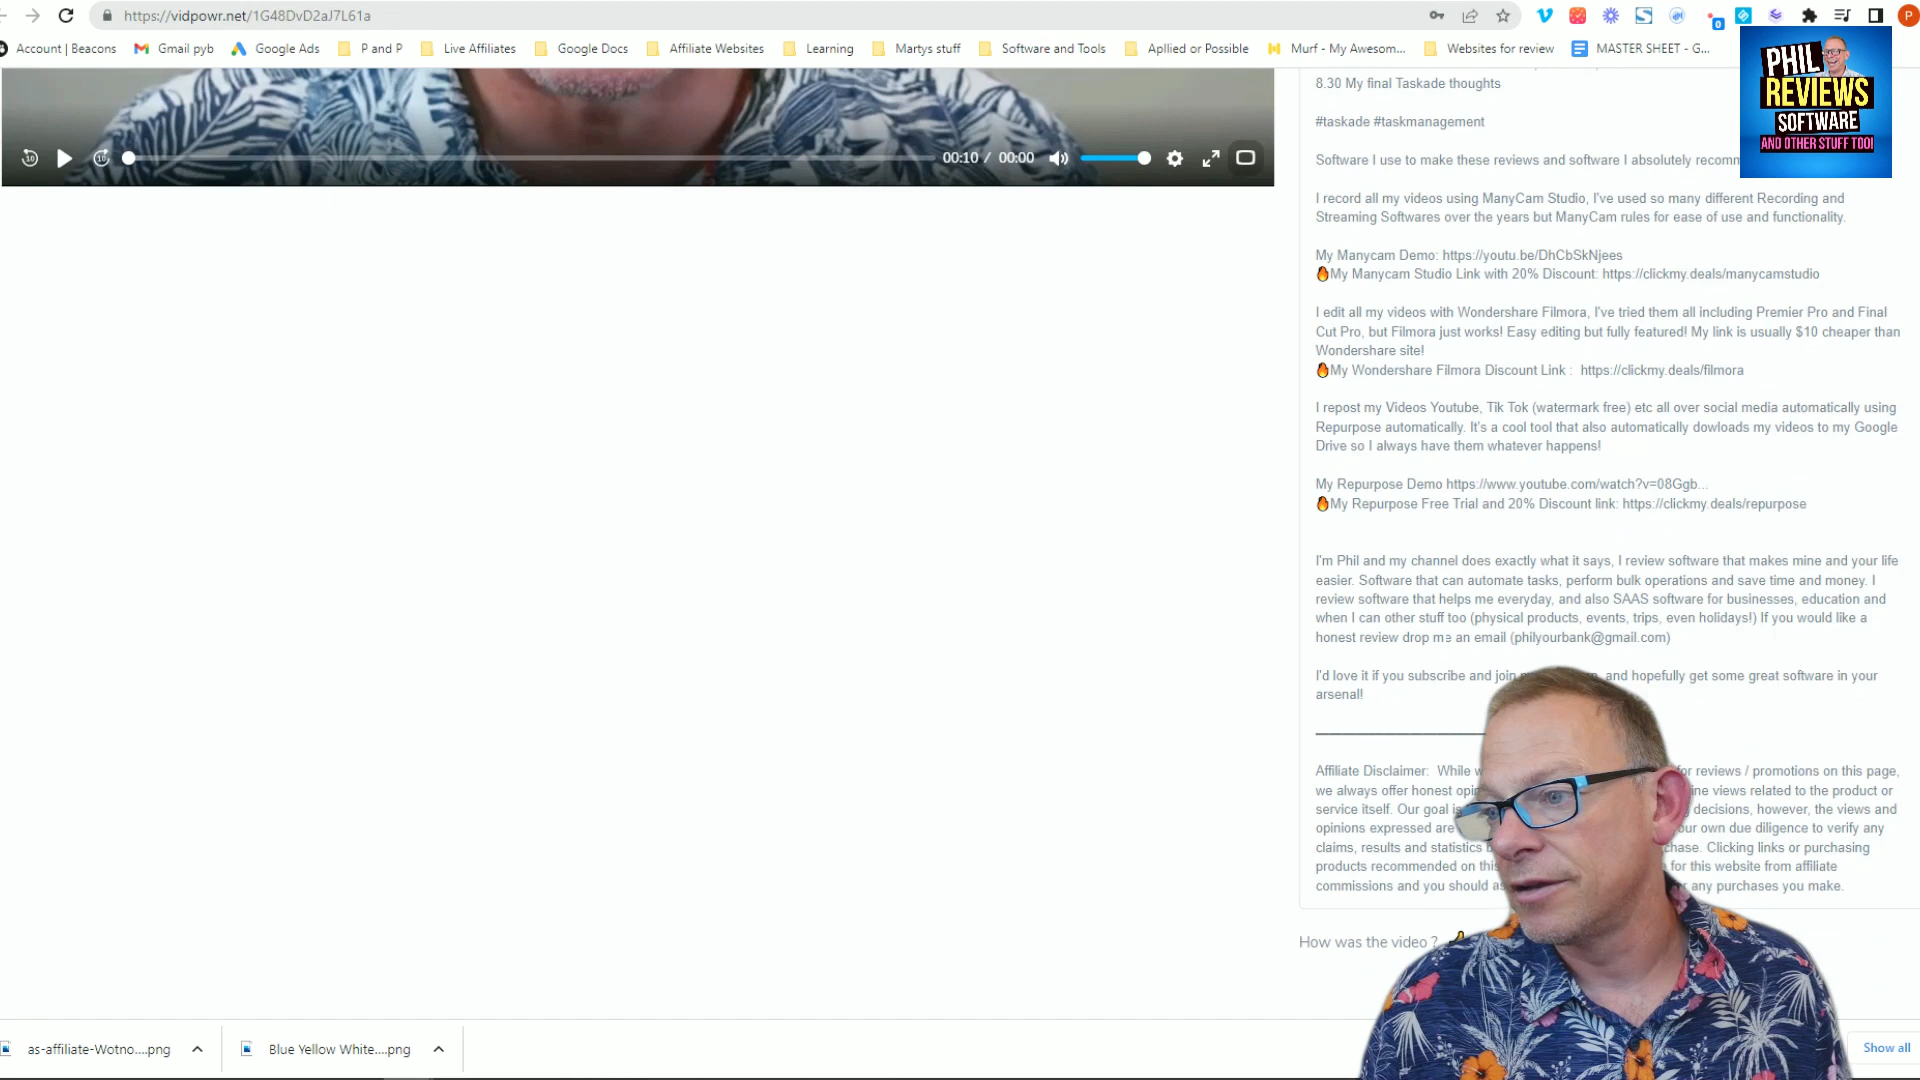 https://vidpowr.net/1G48DvD2aJ7L61a
0
P
Account | Beacons
Gmail pyb
Google Ads
P and P
Live Affiliates
Google Docs
Affiliate Websites
Learning
Martys stuff
Software and Tools
Apllied or Possible
Murf - My Awesom...
Websites for review
MASTER SHEET - G...
PHIL
REVIEWS
SOFTWARE
AND OTHER STUFF TOO!
10
10
00:10 / 00:00
8.30 My final Taskade thoughts
#taskade #taskmanagement
Software I use to make these reviews and software I absolutely
I record all my videos using ManyCam Studio, I've used so many different Recording and
Streaming Softwares over the years but ManyCam rules for ease of use and functionality.
My Manycam Demo: https://youtu.be/DhCbSkNjees
🔥My Manycam Studio Link with 20% Discount: https://clickmy.deals/manycamstudio
I edit all my videos with Wondershare Filmora, I've tried them all including Premier Pro and Final
Cut Pro, but Filmora just works! Easy editing but fully featured! My link is usually $10 cheaper than
Wondershare site!
🔥My Wondershare Filmora Discount Link : https://clickmy.deals/filmora
I repost my Videos Youtube, Tik Tok (watermark free) etc all over social media automatically using
Repurpose automatically. It's a cool tool that also automatically dowloads my videos to my Google
Drive so I always have them whatever happens!
My Repurpose Demo https://www.youtube.com/watch?v=08Ggb...
🔥My Repurpose Free Trial and 20% Discount link: https://clickmy.deals/repurpose
I'm Phil and my channel does exactly what it says, I review software that makes mine and your life
easier. Software that can automate tasks, perform bulk operations and save time and money. I
review software that helps me everyday, and also SAAS software for businesses, education and
when I can other stuff too (physical products, events, trips, even holidays!) If you would like a
honest review drop me an email (philyourbank@gmail.com)
I'd love it if you subscribe and join and hopefully get some great software in your
arsenal!
Affiliate Disclaimer: While for reviews / promotions on this page,
we always offer honest views related to the product or
service itself. Our goal decisions, however, the views and
opinions expressed are your own due diligence to verify any
claims, results and statistics Clicking links or purchasing
products recommended on for this website from affiliate
commissions and you should any purchases you make.
How was the video ? 👍
as-affiliate-Wotno....png
Blue Yellow White....png
Show all